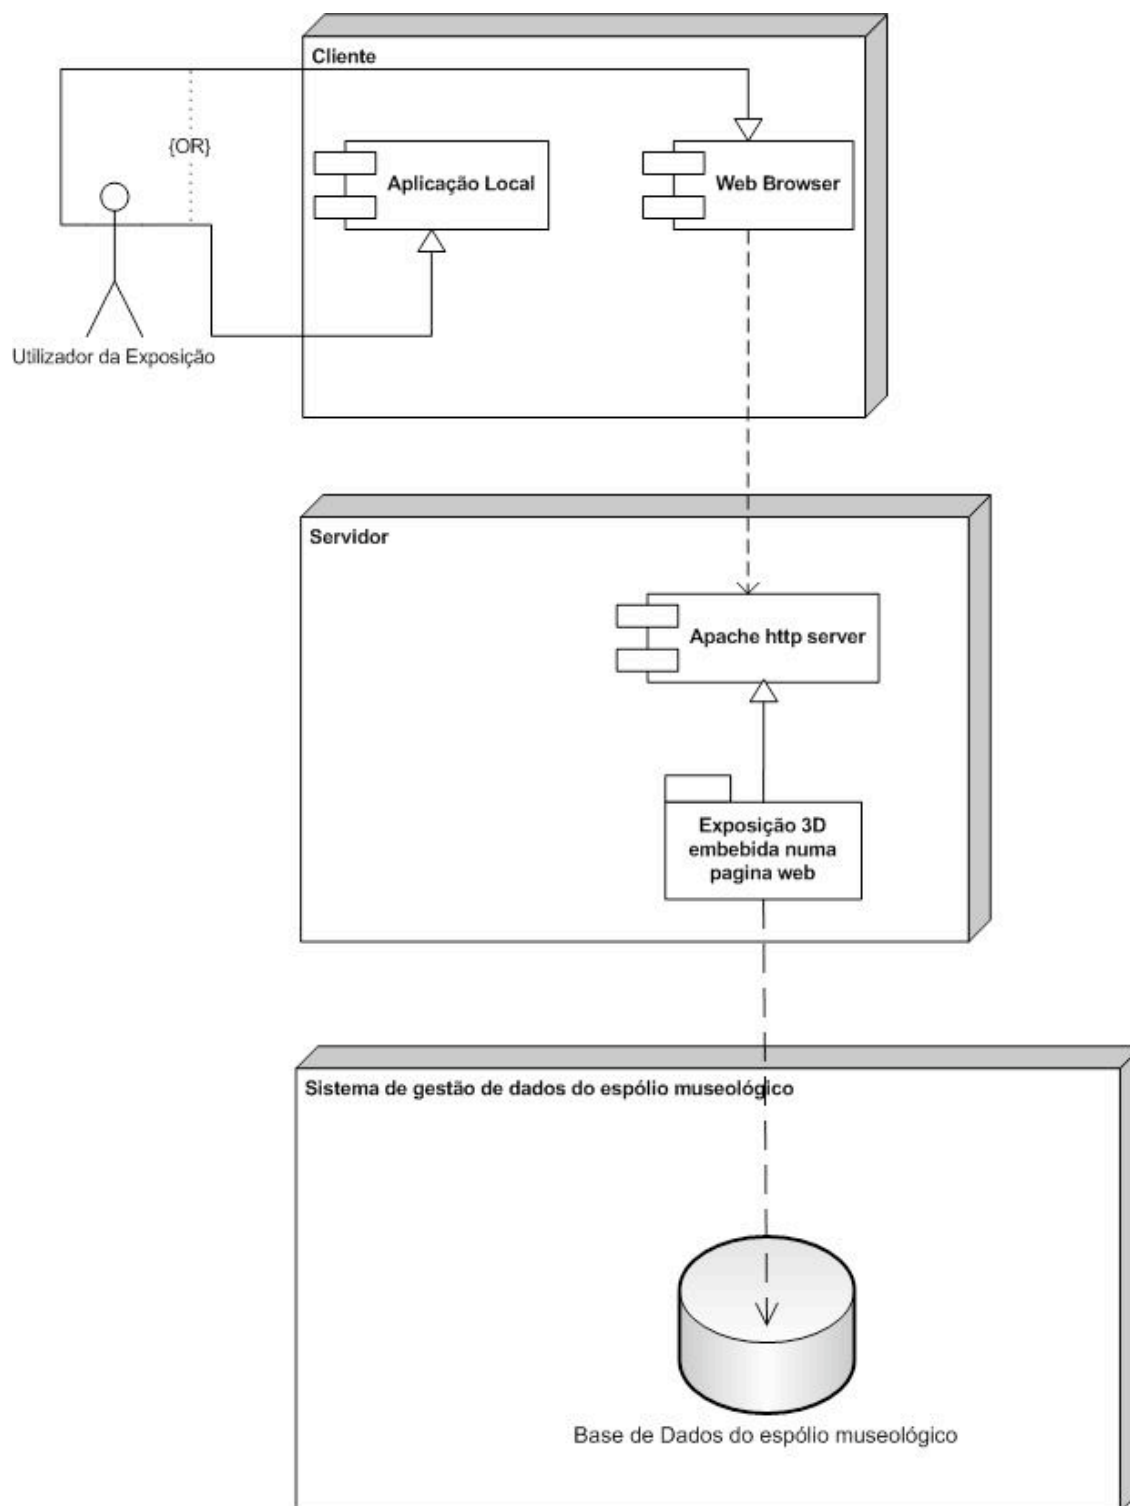 Cliente
{OR}
Aplicação Local
Web Browser
Utilizador da Exposição
Servidor
Apache http server
Exposição 3D
embebida numa
pagina web
Sistema de gestão de dados do espólio museológico
Base de Dados do espólio museológico